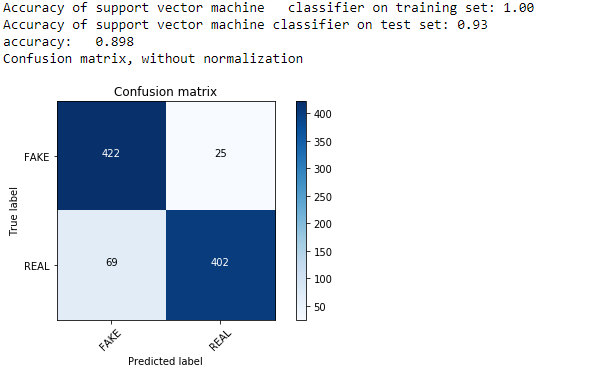 Accuracy of support vector machine   classifier on training set: 1.00
Accuracy of support vector machine classifier on test set: 0.93
accuracy:   0.898
Confusion matrix, without normalization
Confusion matrix
FAKE
422
25
REAL
69
402
True label
FAKE
REAL
Predicted label
400
350
300
250
200
150
100
50